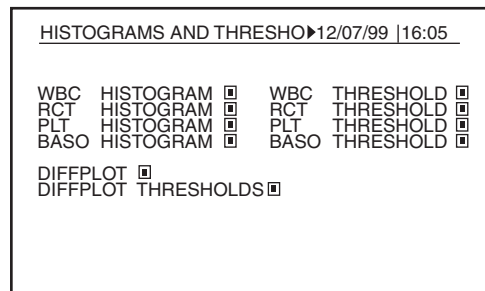 HISTOGRAMS AND THRESHO▶12/07/99 |16:05
WBC HISTOGRAM ▣ WBC THRESHOLD ▣
RCT HISTOGRAM ▣ RCT THRESHOLD ▣
PLT HISTOGRAM ▣ PLT THRESHOLD ▣
BASO HISTOGRAM ▣ BASO THRESHOLD ▣
DIFFPLOT ▣
DIFFPLOT THRESHOLDS ▣